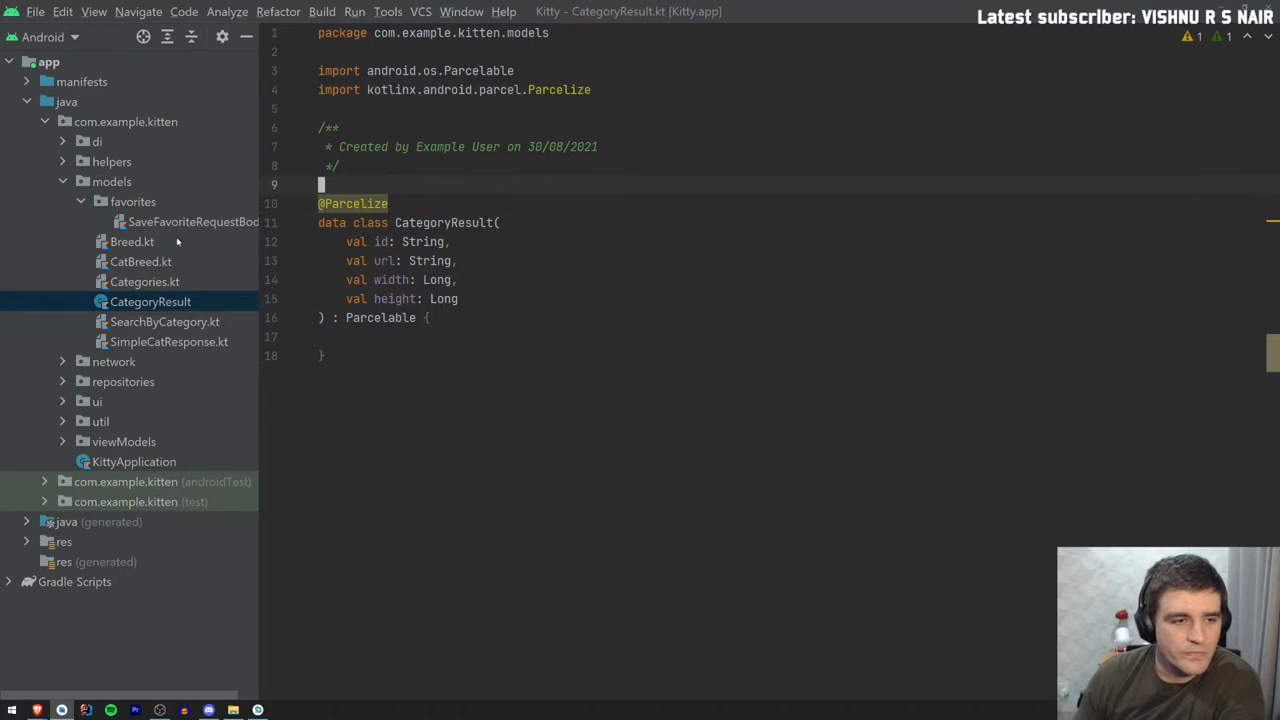 File Edit View Navigate Code Analyze Refactor Build Run Tools VCS Window Help Kitty - CategoryResult.kt [Kitty.app]
Latest subscriber: VISHNU R S NAIR
Android
1 1
app
manifests
java
com.example.kitten
di
helpers
models
favorites
SaveFavoriteRequestBod
Breed.kt
CatBreed.kt
Categories.kt
CategoryResult
SearchByCategory.kt
SimpleCatResponse.kt
network
repositories
ui
util
viewModels
KittyApplication
com.example.kitten (androidTest)
com.example.kitten (test)
java (generated)
res
res (generated)
Gradle Scripts
1 package com.example.kitten.models
2
3 import android.os.Parcelable
4 import kotlinx.android.parcel.Parcelize
5
6 /**
7 * Created by Example User on 30/08/2021
8 */
9
10 @Parcelize
11 data class CategoryResult(
12 val id: String,
13 val url: String,
14 val width: Long,
15 val height: Long
16 ) : Parcelable {
17
18 }